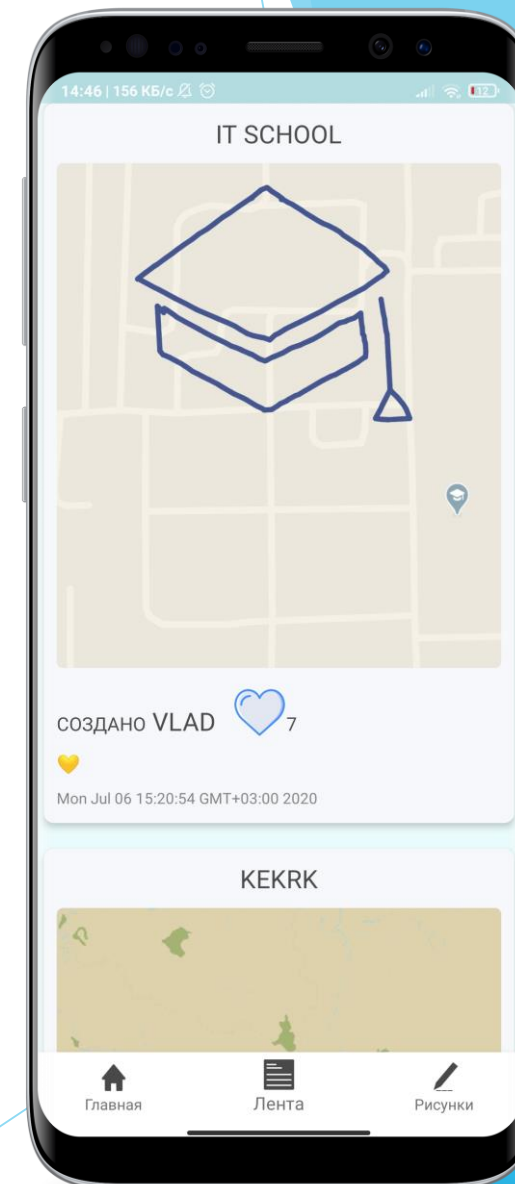 14:46 | 156 КБ/с 12
IT SCHOOL
СОЗДАНО VLAD 7
Mon Jul 06 15:20:54 GMT+03:00 2020
KEKRK
Главная Лента Рисунки